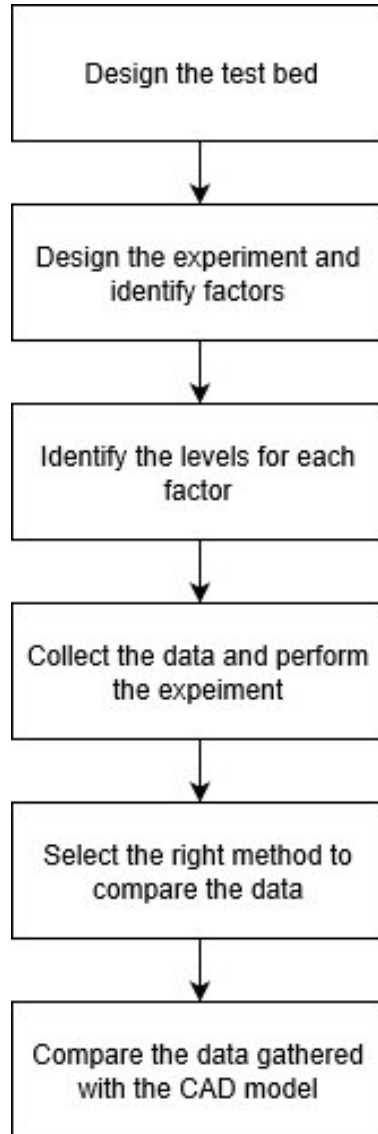 Design the test bed
Design the experiment and
identify factors
Identify the levels for each
factor
Collect the data and perform
the expeiment
Select the right method to
compare the data
Compare the data gathered
with the CAD model